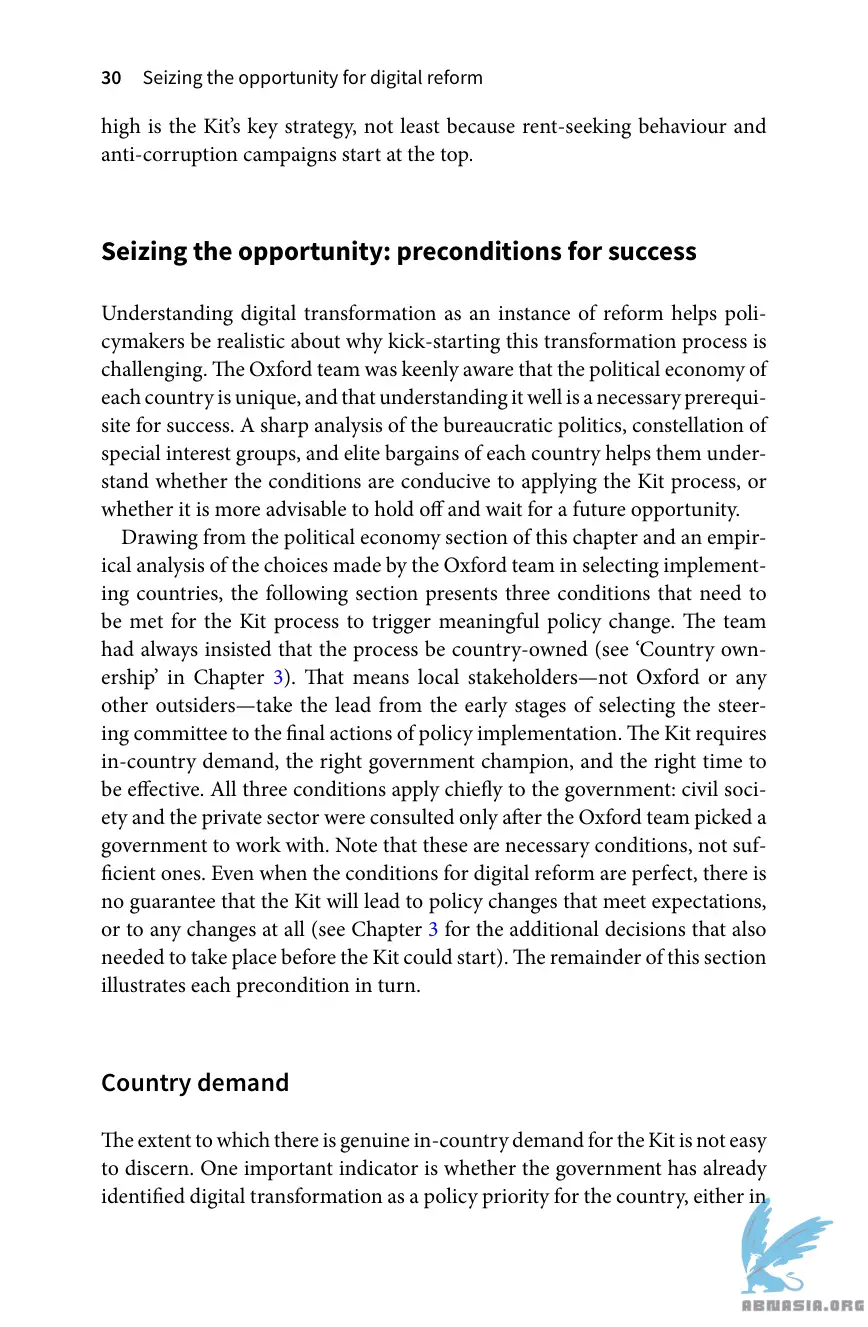 30 Seizing the opportunity for digital reform
high is the Kit’s key strategy, not least because rent-seeking behaviour and
anti-corruption campaigns start at the top.
Seizing the opportunity: preconditions for success
Understanding digital transformation as an instance of reform helps poli-
cymakers be realistic about why kick-starting this transformation process is
challenging. The Oxford team was keenly aware that the political economy of
each country is unique, and that understanding it well is a necessary prerequi-
site for success. A sharp analysis of the bureaucratic politics, constellation of
special interest groups, and elite bargains of each country helps them under-
stand whether the conditions are conducive to applying the Kit process, or
whether it is more advisable to hold off and wait for a future opportunity.
Drawing from the political economy section of this chapter and an empir-
ical analysis of the choices made by the Oxford team in selecting implement-
ing countries, the following section presents three conditions that need to
be met for the Kit process to trigger meaningful policy change. The team
had always insisted that the process be country-owned (see ‘Country own-
ership’ in Chapter 3). That means local stakeholders—not Oxford or any
other outsiders—take the lead from the early stages of selecting the steer-
ing committee to the final actions of policy implementation. The Kit requires
in-country demand, the right government champion, and the right time to
be effective. All three conditions apply chiefly to the government: civil soci-
ety and the private sector were consulted only after the Oxford team picked a
government to work with. Note that these are necessary conditions, not suf-
ficient ones. Even when the conditions for digital reform are perfect, there is
no guarantee that the Kit will lead to policy changes that meet expectations,
or to any changes at all (see Chapter 3 for the additional decisions that also
needed to take place before the Kit could start). The remainder of this section
illustrates each precondition in turn.
Country demand
The extent to which there is genuine in-country demand for the Kit is not easy
to discern. One important indicator is whether the government has already
identified digital transformation as a policy priority for the country, either in
ABNASIA.ORG